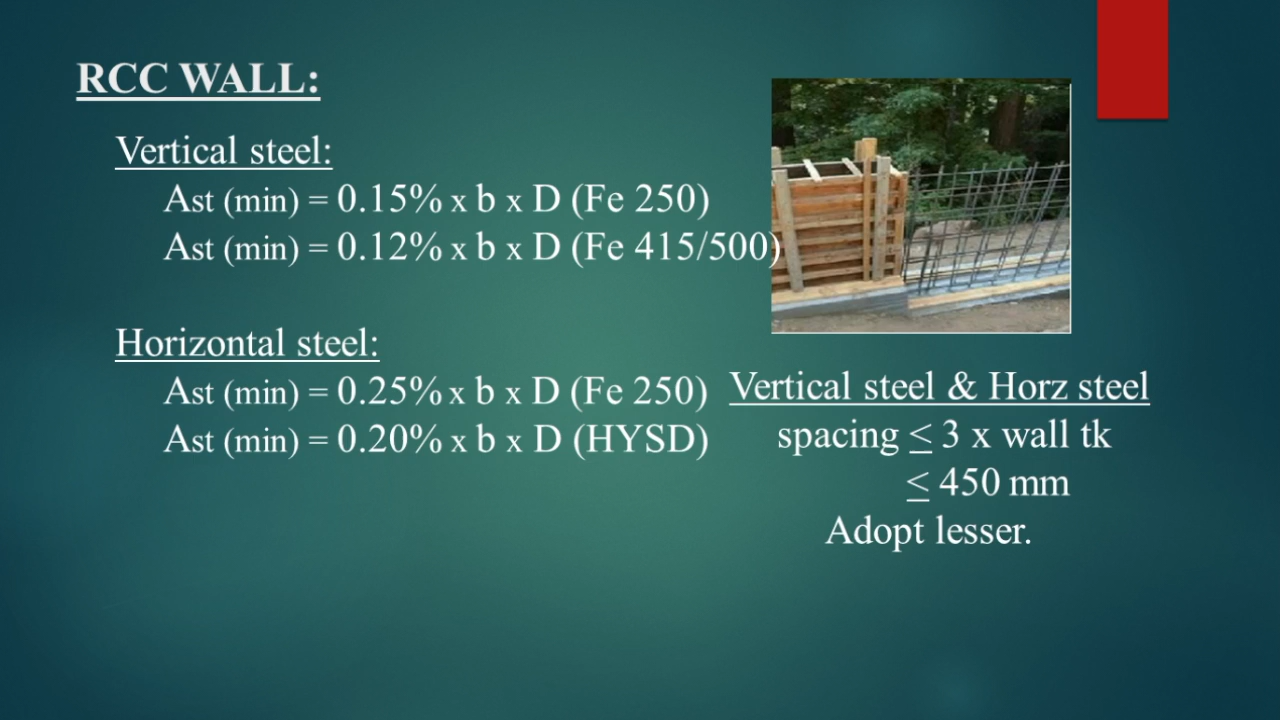 RCC WALL:
Vertical steel:
Ast (min) = 0.15% x b x D (Fe 250)
Ast (min) = 0.12% x b x D (Fe 415/500)
Horizontal steel:
Ast (min) = 0.25% x b x D (Fe 250)
Ast (min) = 0.20% x b x D (HYSD)
Vertical steel & Horz steel
spacing ≤ 3 x wall tk
≤ 450 mm
Adopt lesser.